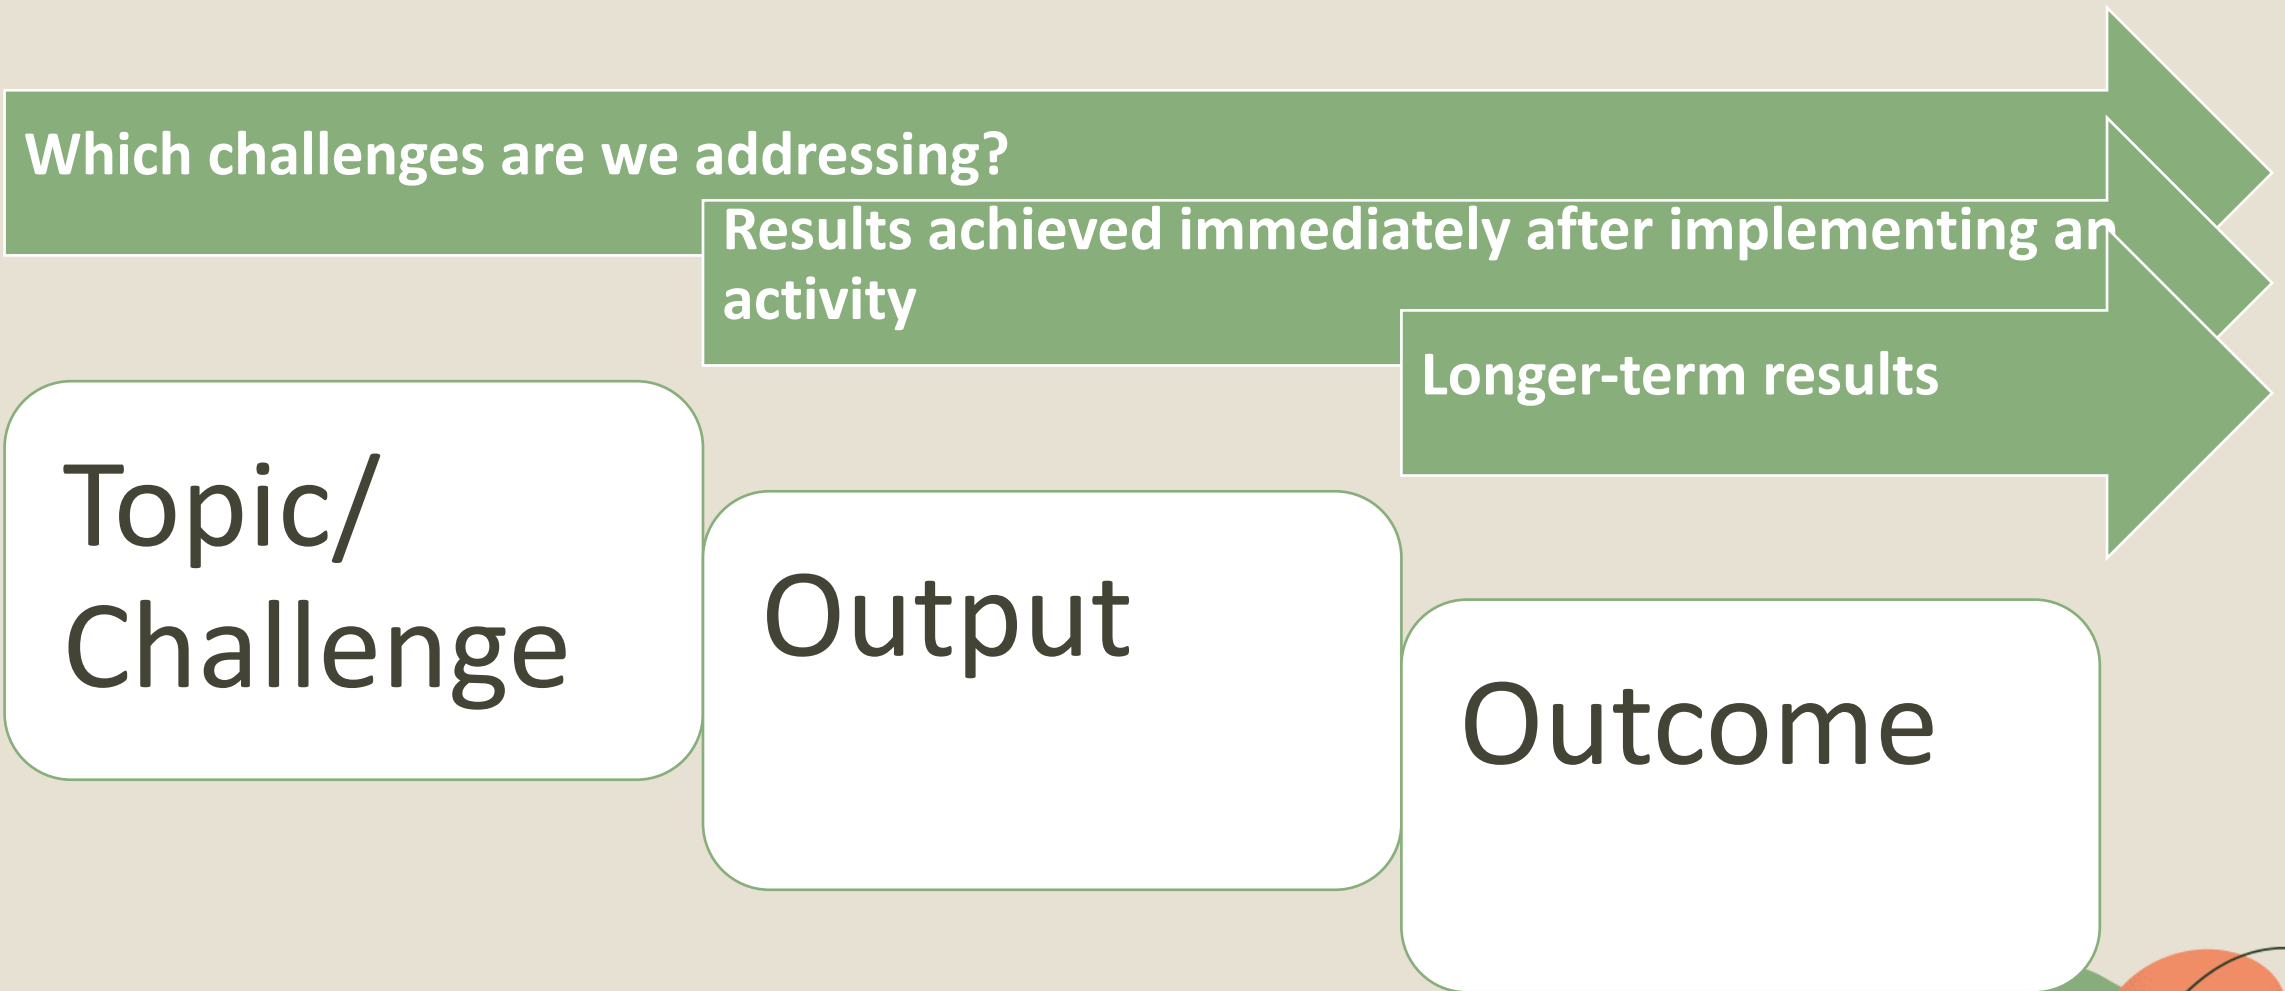 Which challenges are we addressing?
Results achieved immediately after implementing an
activity
Longer-term results
Topic/
Challenge
Output
Outcome